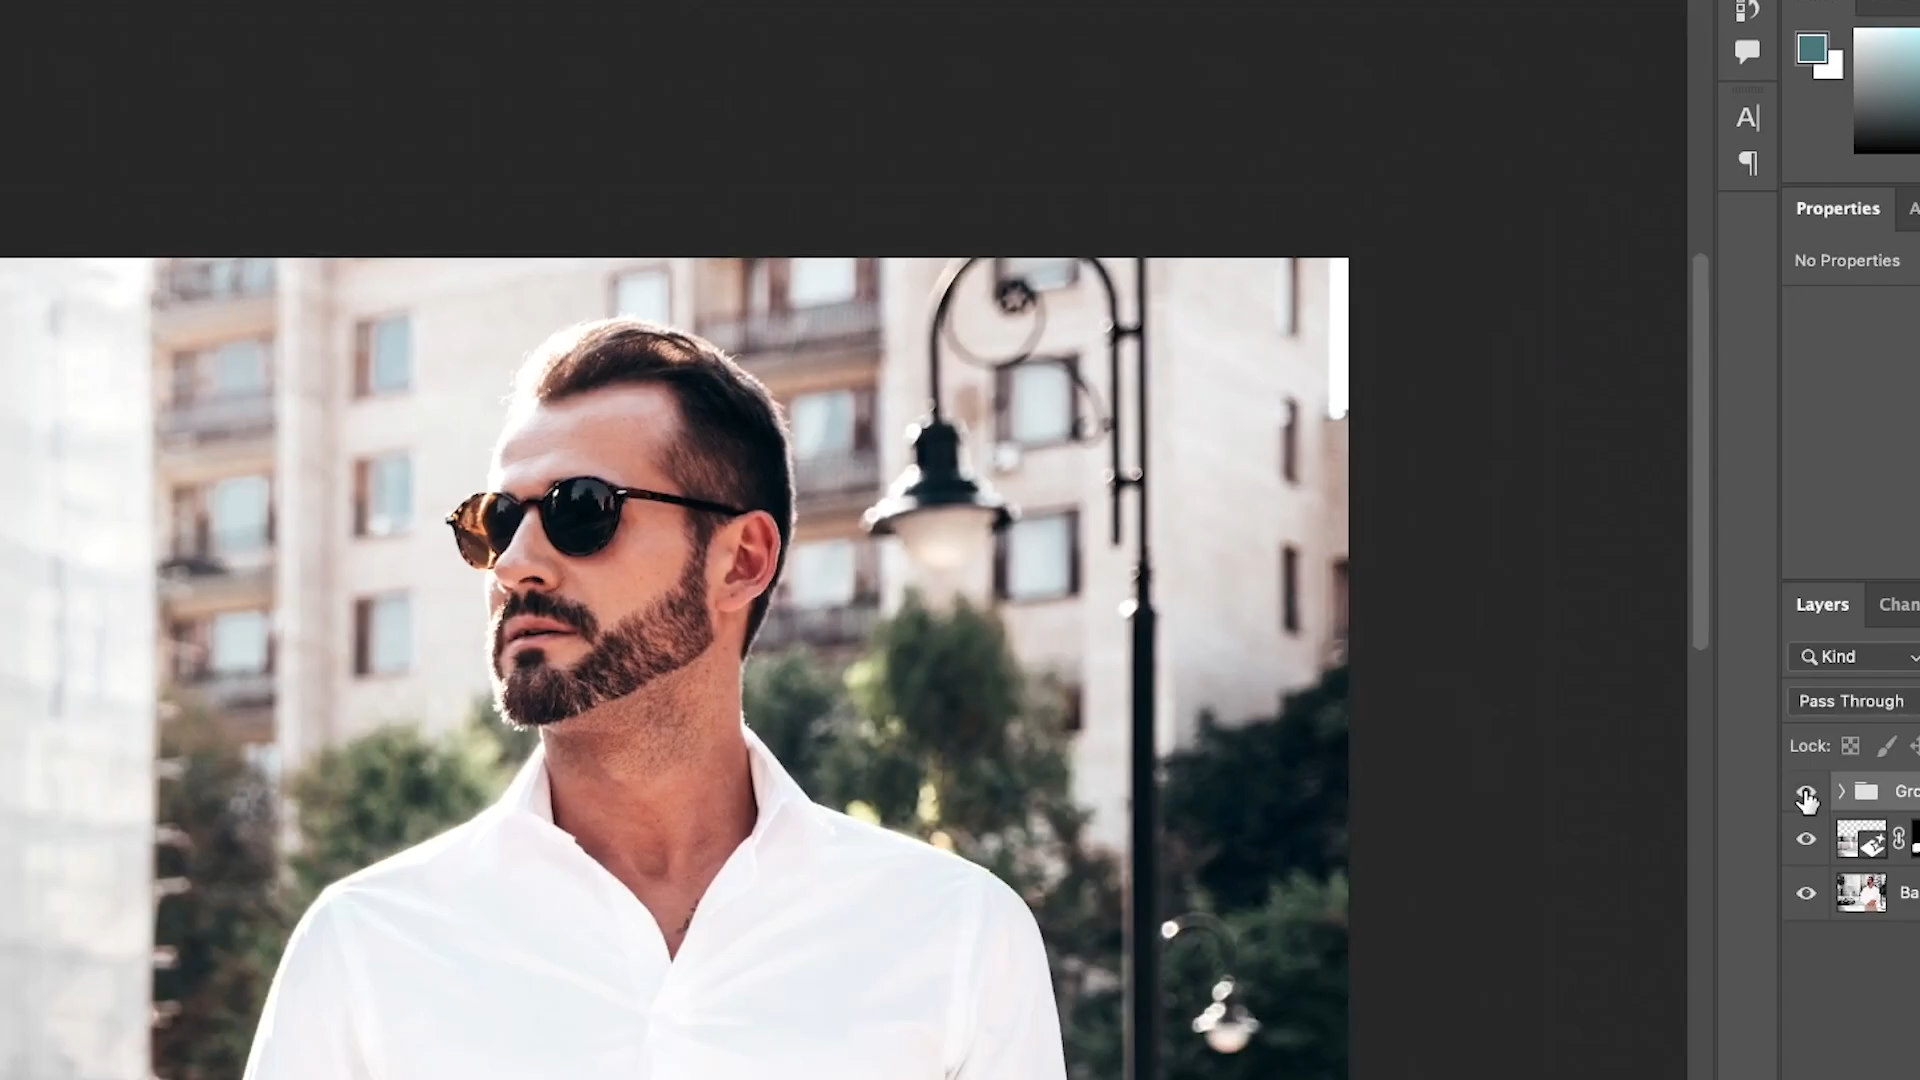 A|
Properties A
No Properties
Layers Chan
Kind
Pass Through
Lock:
Gro
Ba